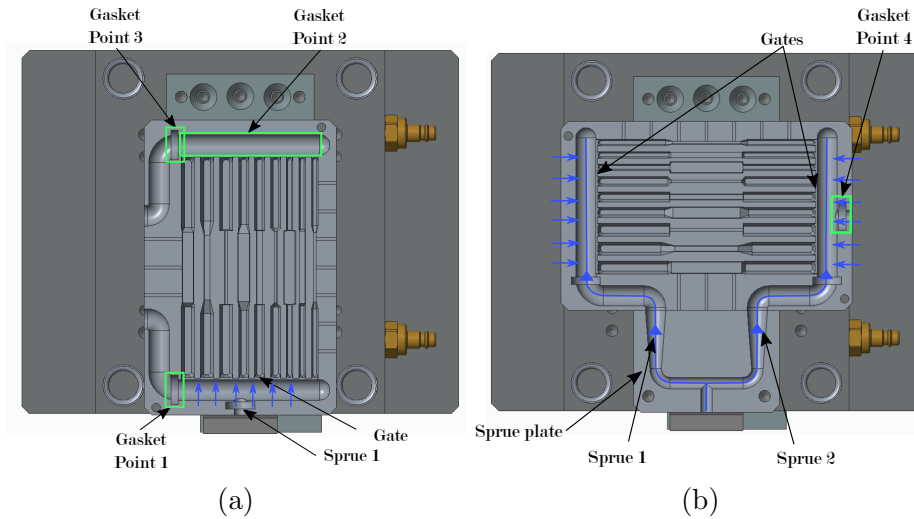 Gasket
Point 3
Gasket
Point 2
Gasket
Point 1
Sprue 1
Gate
(a)
Gates
Gasket
Point 4
Sprue plate
Sprue 1
Sprue 2
(b)